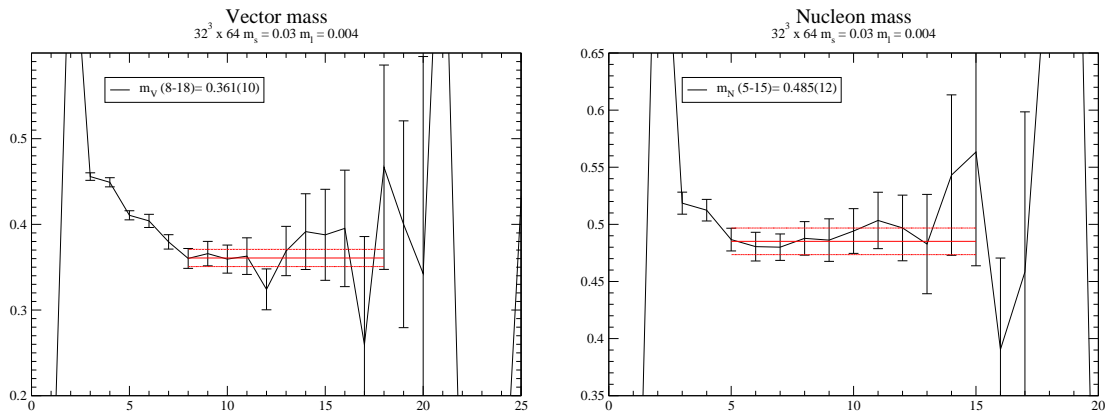 Vector mass
32³ x 64 m_s = 0.03 m_l = 0.004
m_V (8-18)= 0.361(10)
0.5
0.4
0.3
0.2
0 5 10 15 20 25
Nucleon mass
32³ x 64 m_s = 0.03 m_l = 0.004
m_N (5-15)= 0.485(12)
0.65
0.6
0.55
0.5
0.45
0.4
0.35
0 5 10 15 20